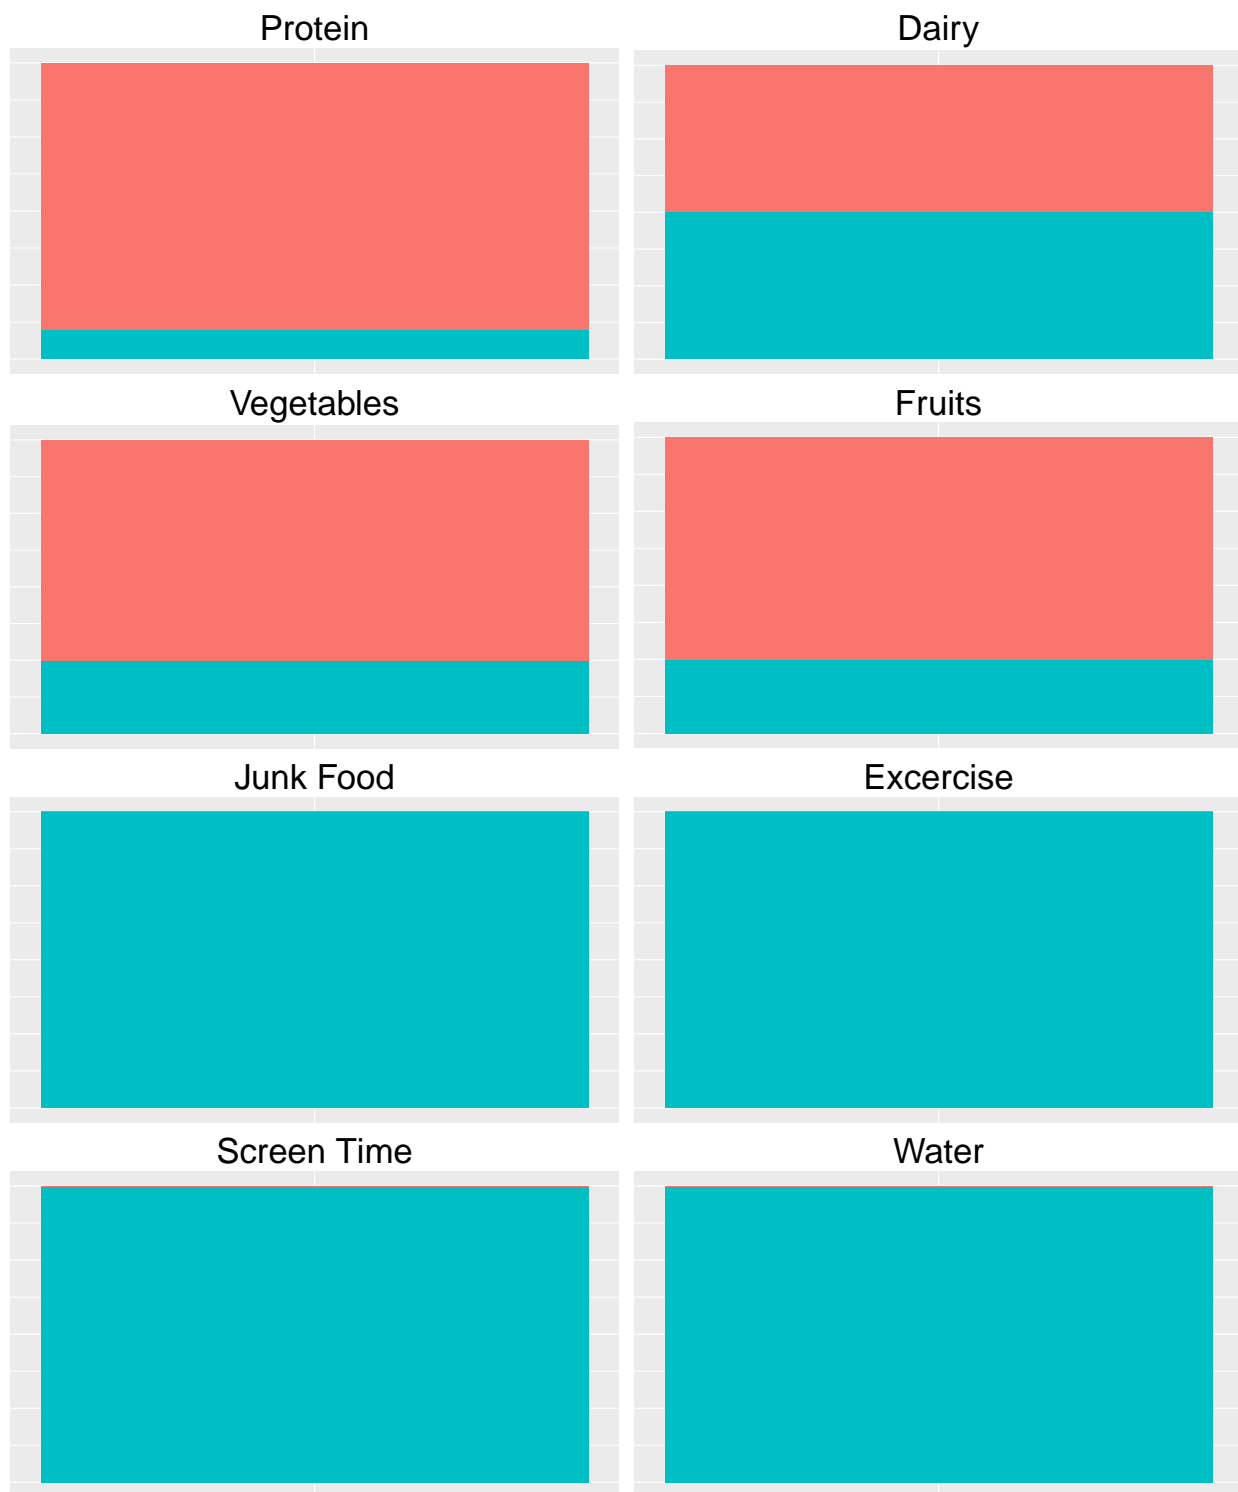 Protein
Dairy
Vegetables
Fruits
Junk Food
Excercise
Screen Time
Water